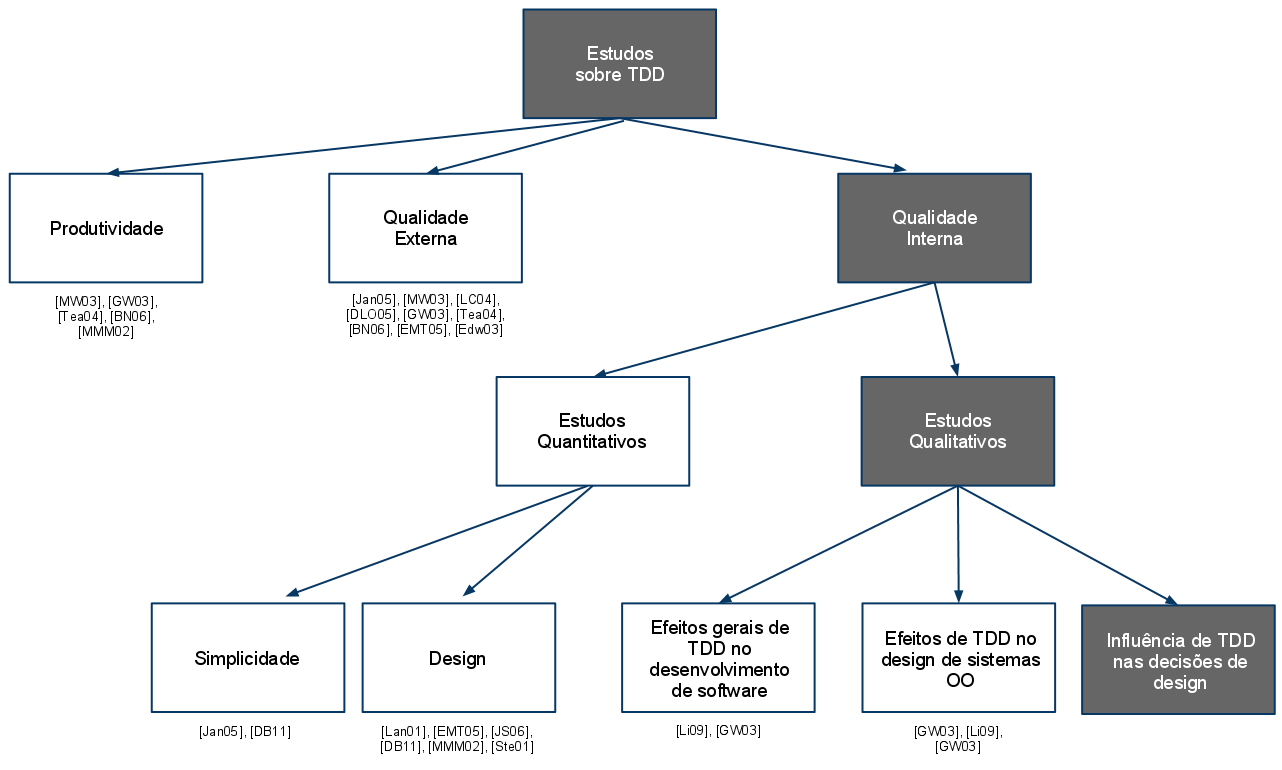 Estudos
sobre TDD
Produtividade
[MW03], [GW03],
[Tea04], [BN06],
[MMM02]
Qualidade
Externa
[Jan05], [MW03], [LC04],
[DLO05], [GW03], [Tea04],
[BN06], [EMT05], [Edw03]
Qualidade
Interna
Estudos
Quantitativos
Estudos
Qualitativos
Simplicidade
[Jan05], [DB11]
Design
[Lan01], [EMT05], [JS06],
[DB11], [MMM02], [Ste01]
Efeitos gerais de
TDD no
desenvolvimento
de software
[Li09], [GW03]
Efeitos de TDD no
design de sistemas
OO
[GW03], [Li09],
[GW03]
Influência de TDD
nas decisões de
design